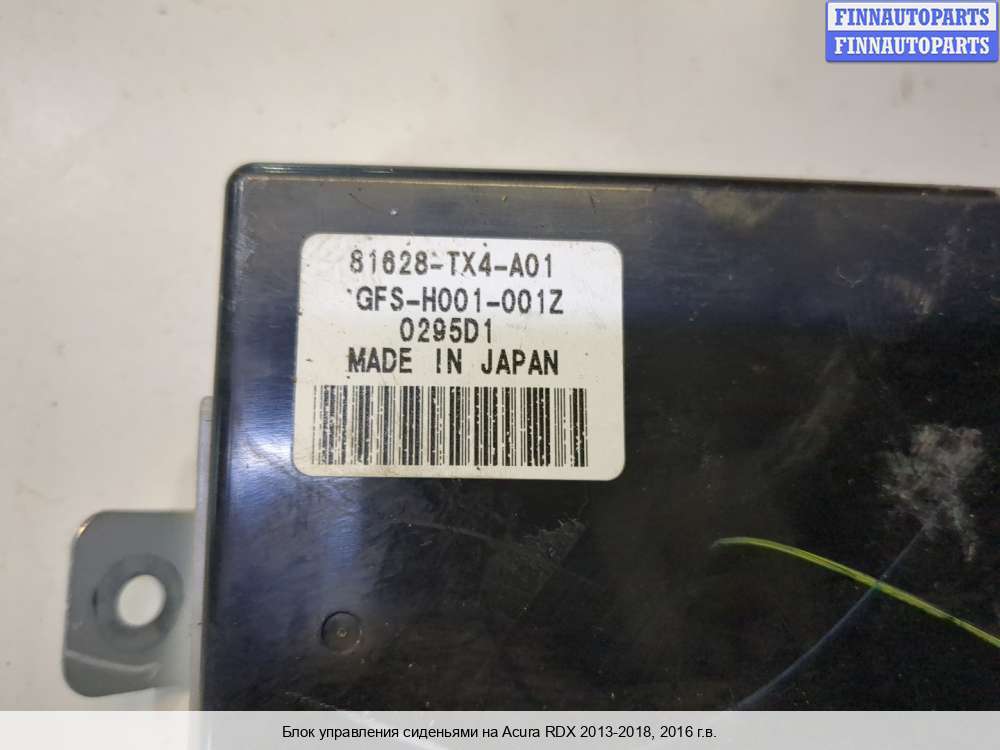 FINNAUTOPARTS
FINNAUTOPARTS
81628-TX4-A01
GFS-H001-001Z
0295D1
MADE IN JAPAN
Блок управления сиденьями на Acura RDX 2013-2018, 2016 г.в.